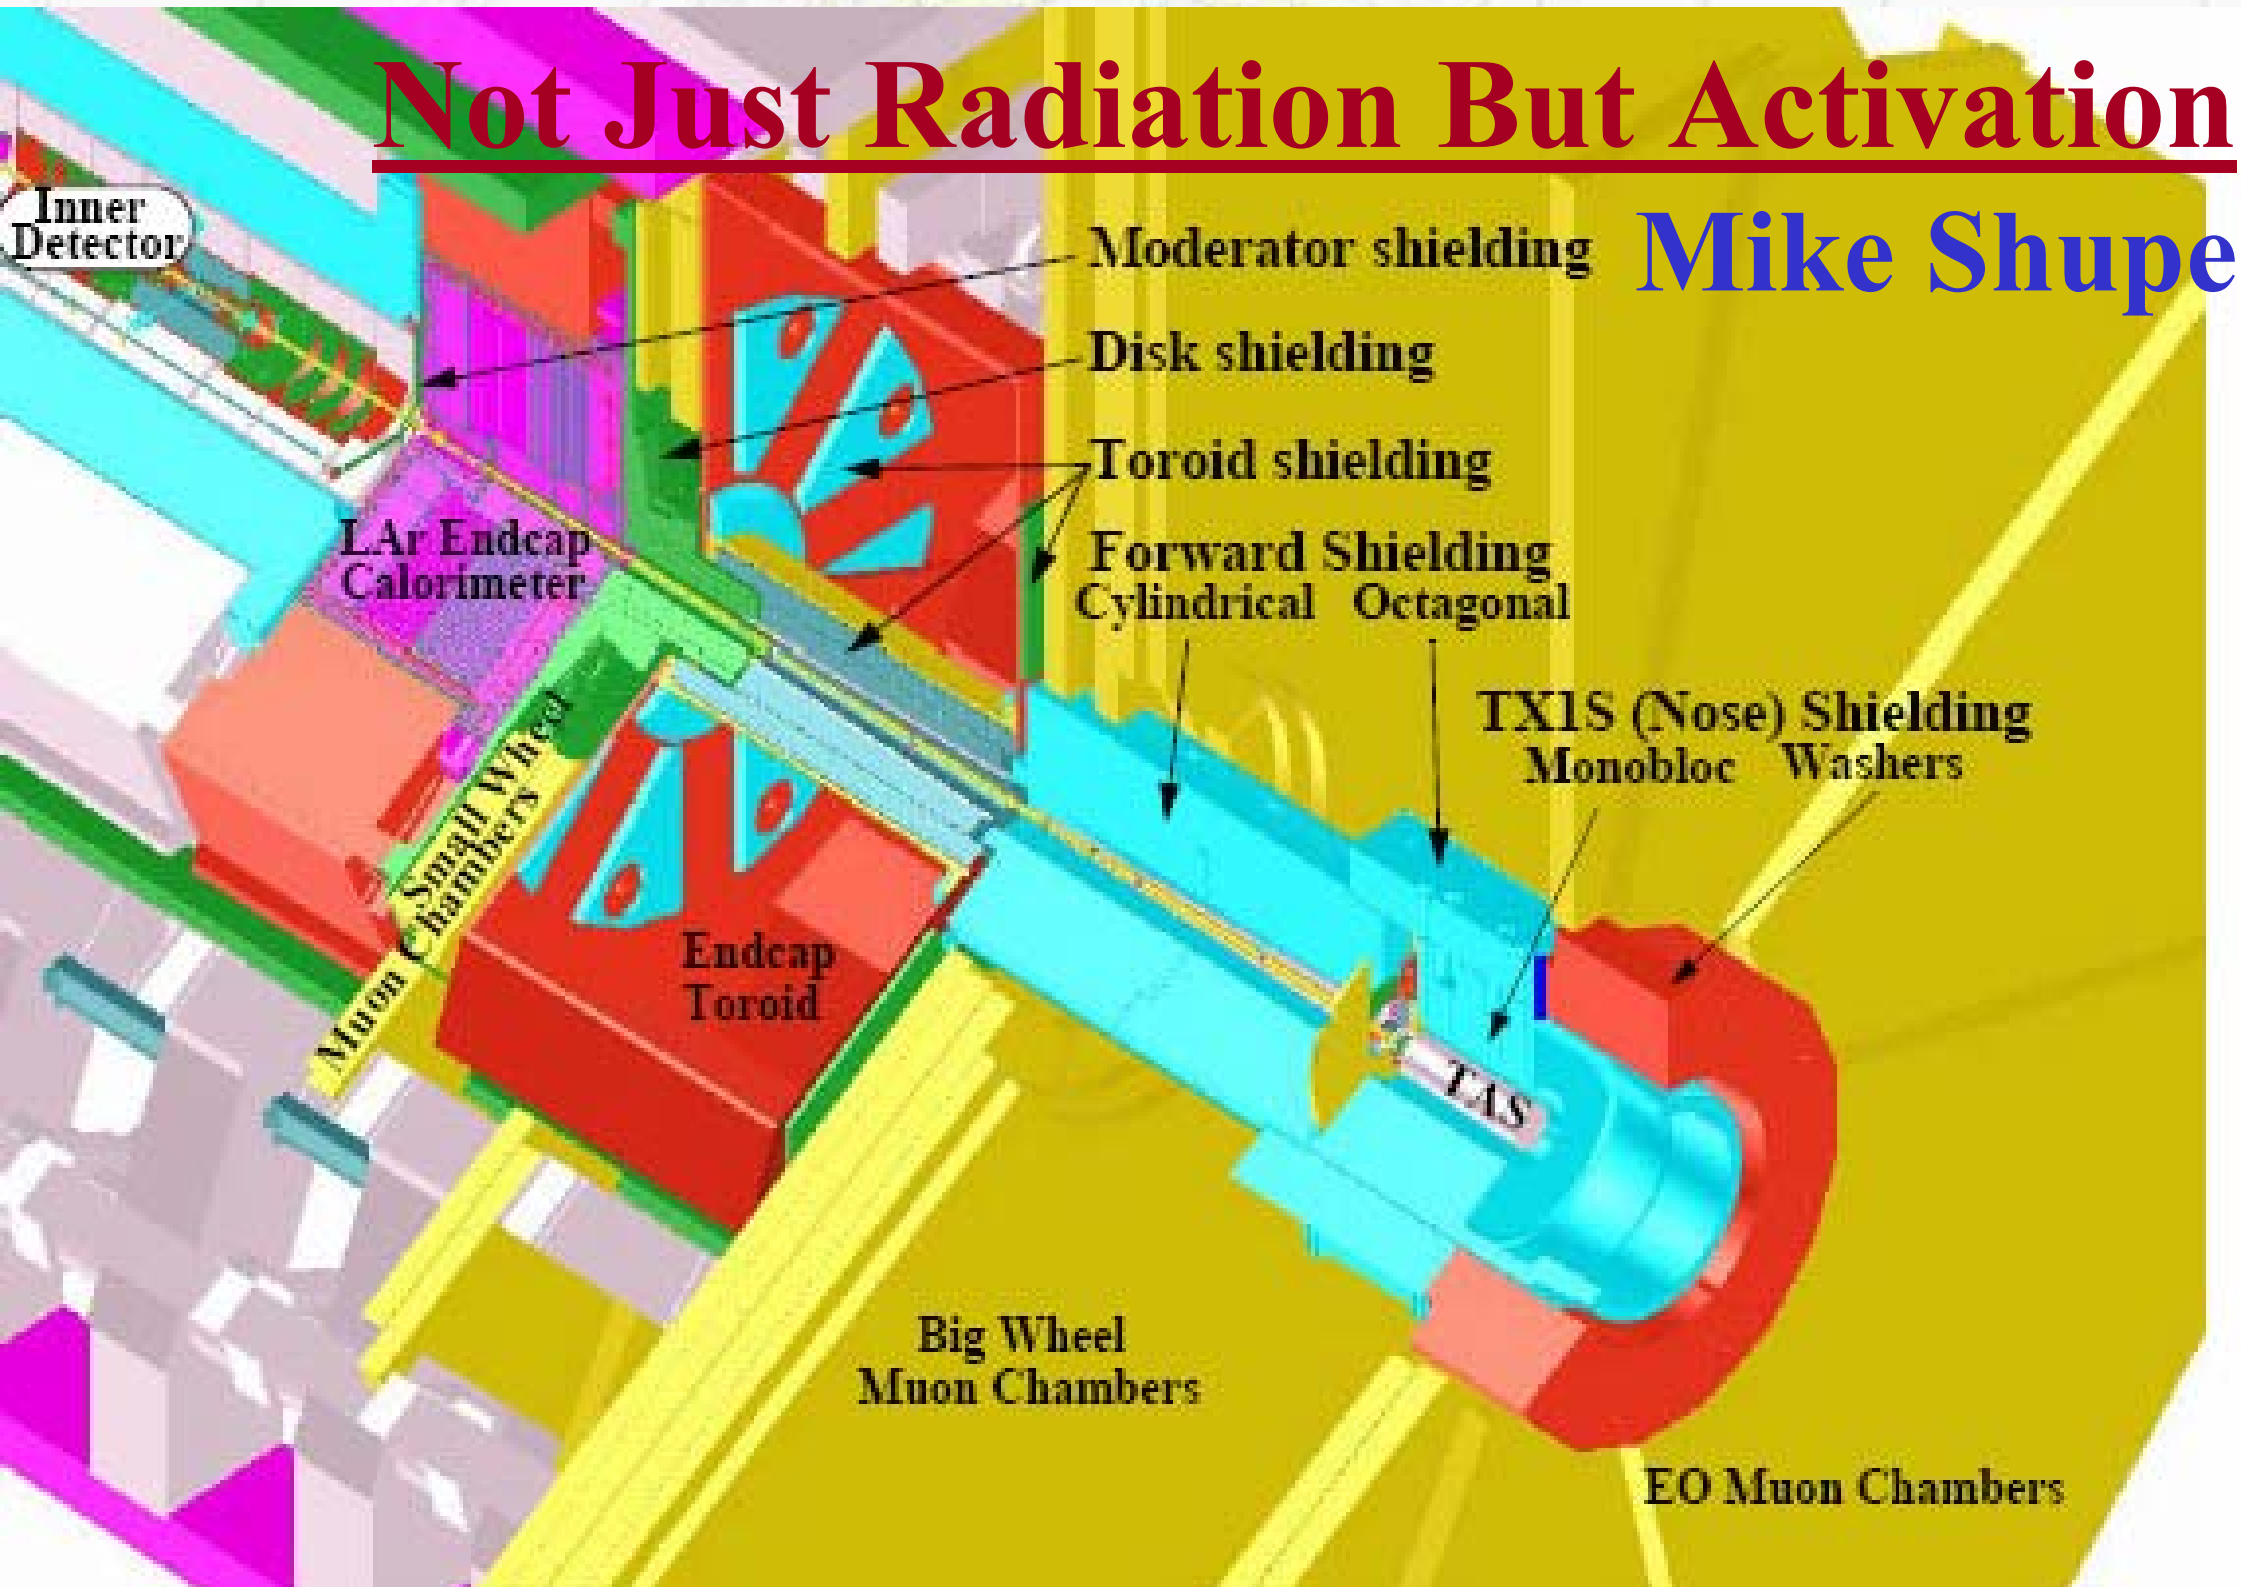 Not Just Radiation But Activation
Mike Shupe
Inner
Detector
Moderator shielding
Disk shielding
Toroid shielding
Forward Shielding
Cylindrical Octagonal
TX1S (Nose) Shielding
Monobloc Washers
LAr Endcap
Calorimeter
Small Wheel
Muon Chambers
Endcap
Toroid
TAS
Big Wheel
Muon Chambers
EO Muon Chambers